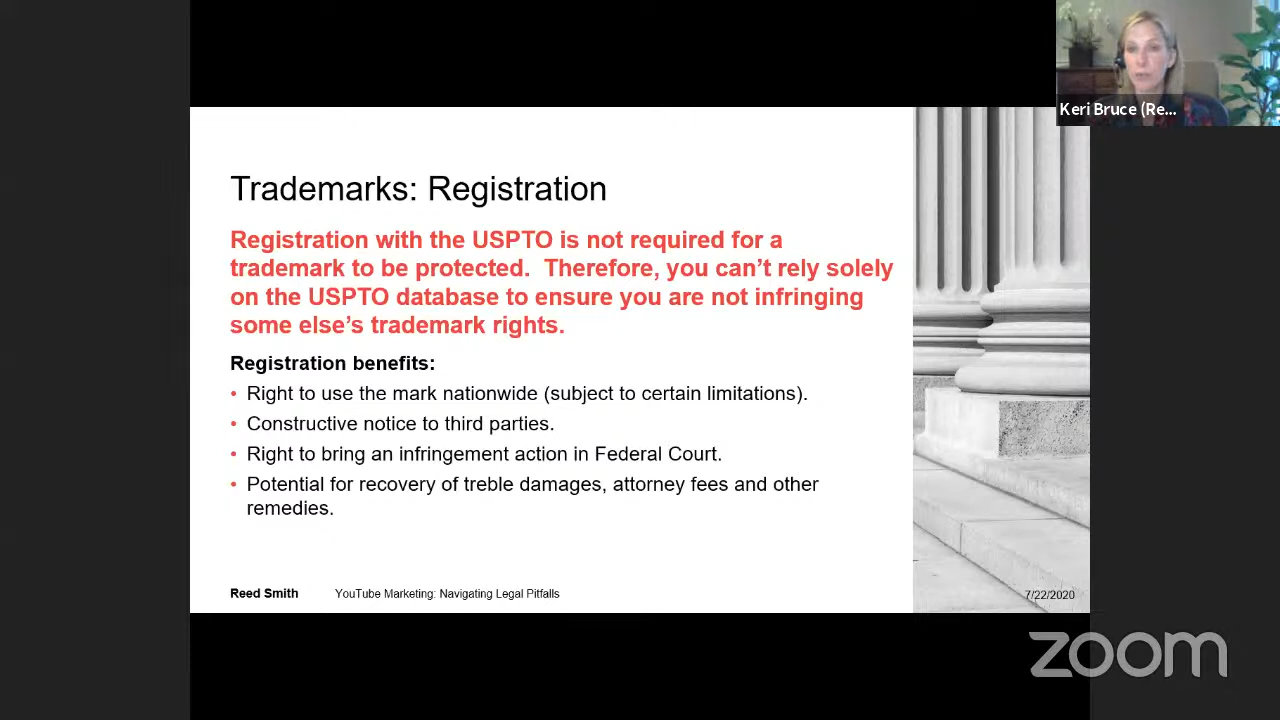 Keri Bruce (Re...
Trademarks: Registration
Registration with the USPTO is not required for a
trademark to be protected.  Therefore, you can’t rely solely
on the USPTO database to ensure you are not infringing
some else’s trademark rights.
Registration benefits:
• Right to use the mark nationwide (subject to certain limitations).
• Constructive notice to third parties.
• Right to bring an infringement action in Federal Court.
• Potential for recovery of treble damages, attorney fees and other
remedies.
Reed Smith YouTube Marketing: Navigating Legal Pitfalls 7/22/2020
zoom